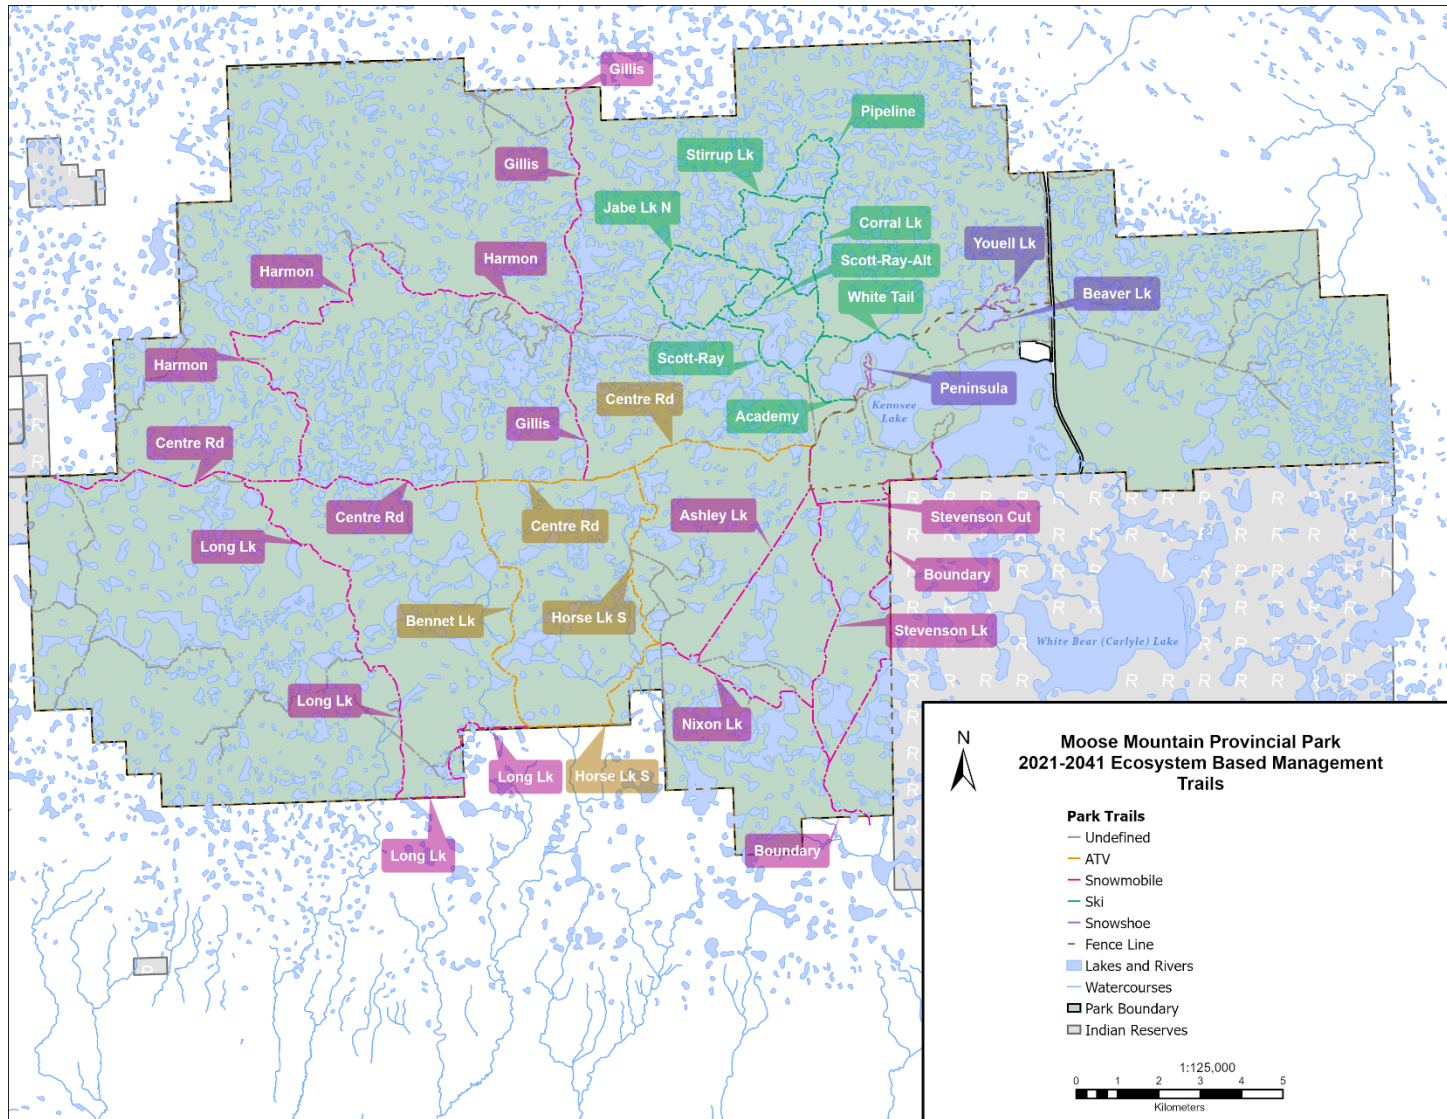 Gillis
Pipeline
Stirrup Lk
Gillis
Jabe Lk N
Corral Lk
Youell Lk
Harmon
Harmon
Scott-Ray-Alt
White Tail
Beaver Lk
Harmon
Scott-Ray
Peninsula
Centre Rd
Kenosee
Lake
Academy
Gillis
Centre Rd
Centre Rd
Centre Rd
Ashley Lk
Stevenson Cut
Long Lk
Boundary
Bennet Lk
Horse Lk S
Stevenson Lk
White Bear (Carlyle) Lake
Long Lk
Nixon Lk
Long Lk
Horse Lk S
Long Lk
Boundary
N
Moose Mountain Provincial Park
2021-2041 Ecosystem Based Management
Trails
Park Trails
Undefined
ATV
Snowmobile
Ski
Snowshoe
Fence Line
Lakes and Rivers
Watercourses
Park Boundary
Indian Reserves
1:125,000
0 1 2 3 4 5
Kilometers